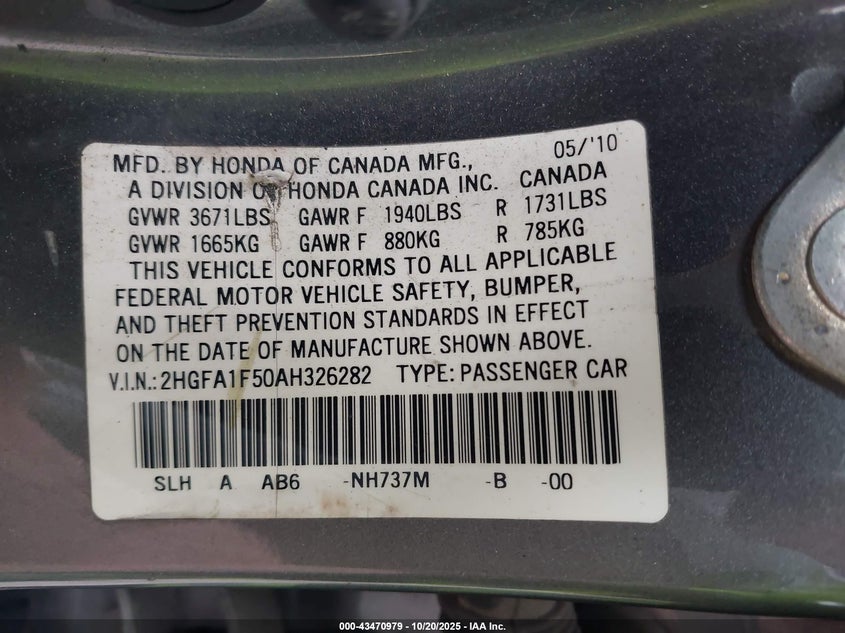 MFD. BY HONDA OF CANADA MFG., 05/'10
A DIVISION OF HONDA CANADA INC. CANADA
GVWR 3671LBS GAWR F 1940LBS R 1731LBS
GVWR 1665KG GAWR F 880KG R 785KG
THIS VEHICLE CONFORMS TO ALL APPLICABLE
FEDERAL MOTOR VEHICLE SAFETY, BUMPER,
AND THEFT PREVENTION STANDARDS IN EFFECT
ON THE DATE OF MANUFACTURE SHOWN ABOVE.
V.I.N.: 2HGFA1F50AH326282 TYPE: PASSENGER CAR
SLH A AB6 -NH737M -B -00
000-43470979 - 10/20/2025 - IAA Inc.